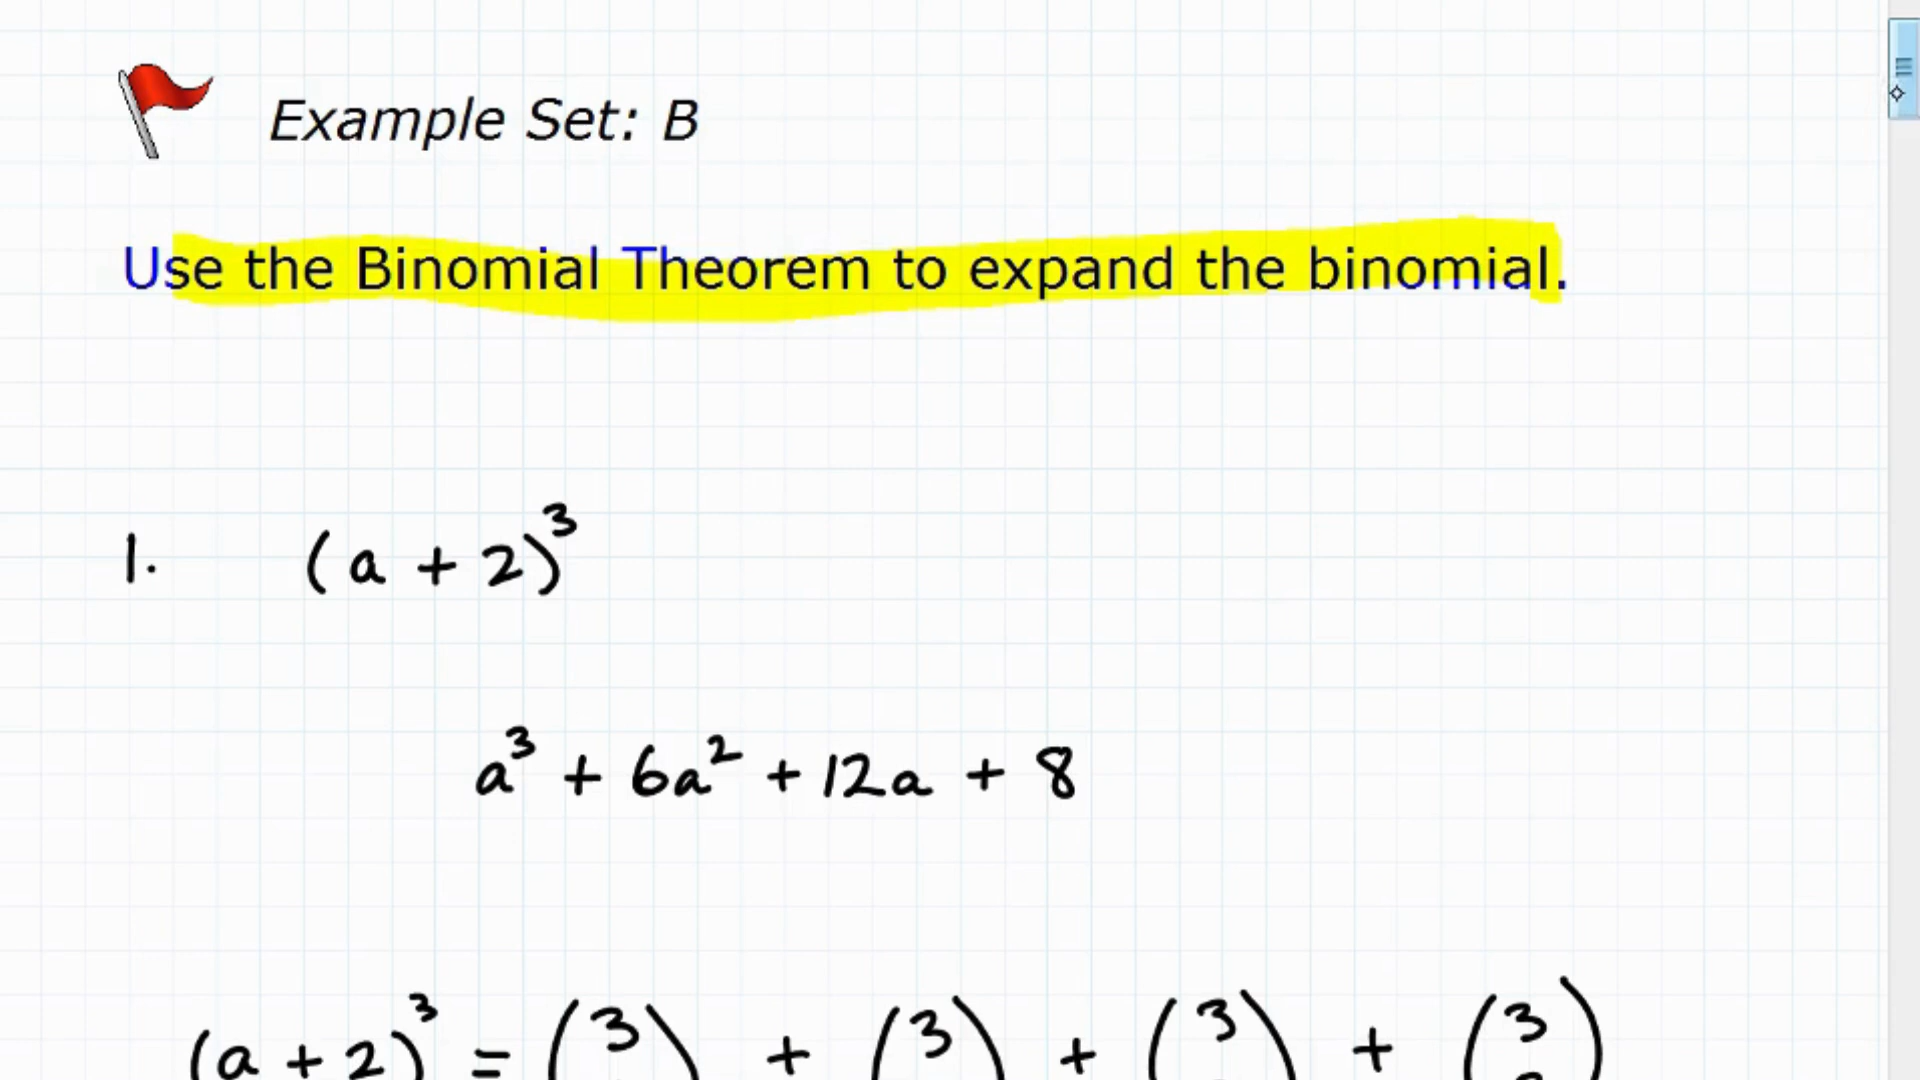 Example Set: B
Use the Binomial Theorem to expand the binomial.
1. (a + 2)³
a³ + 6a² + 12a + 8
(a + 2)³ = (3) + (3) + (3) + (3)